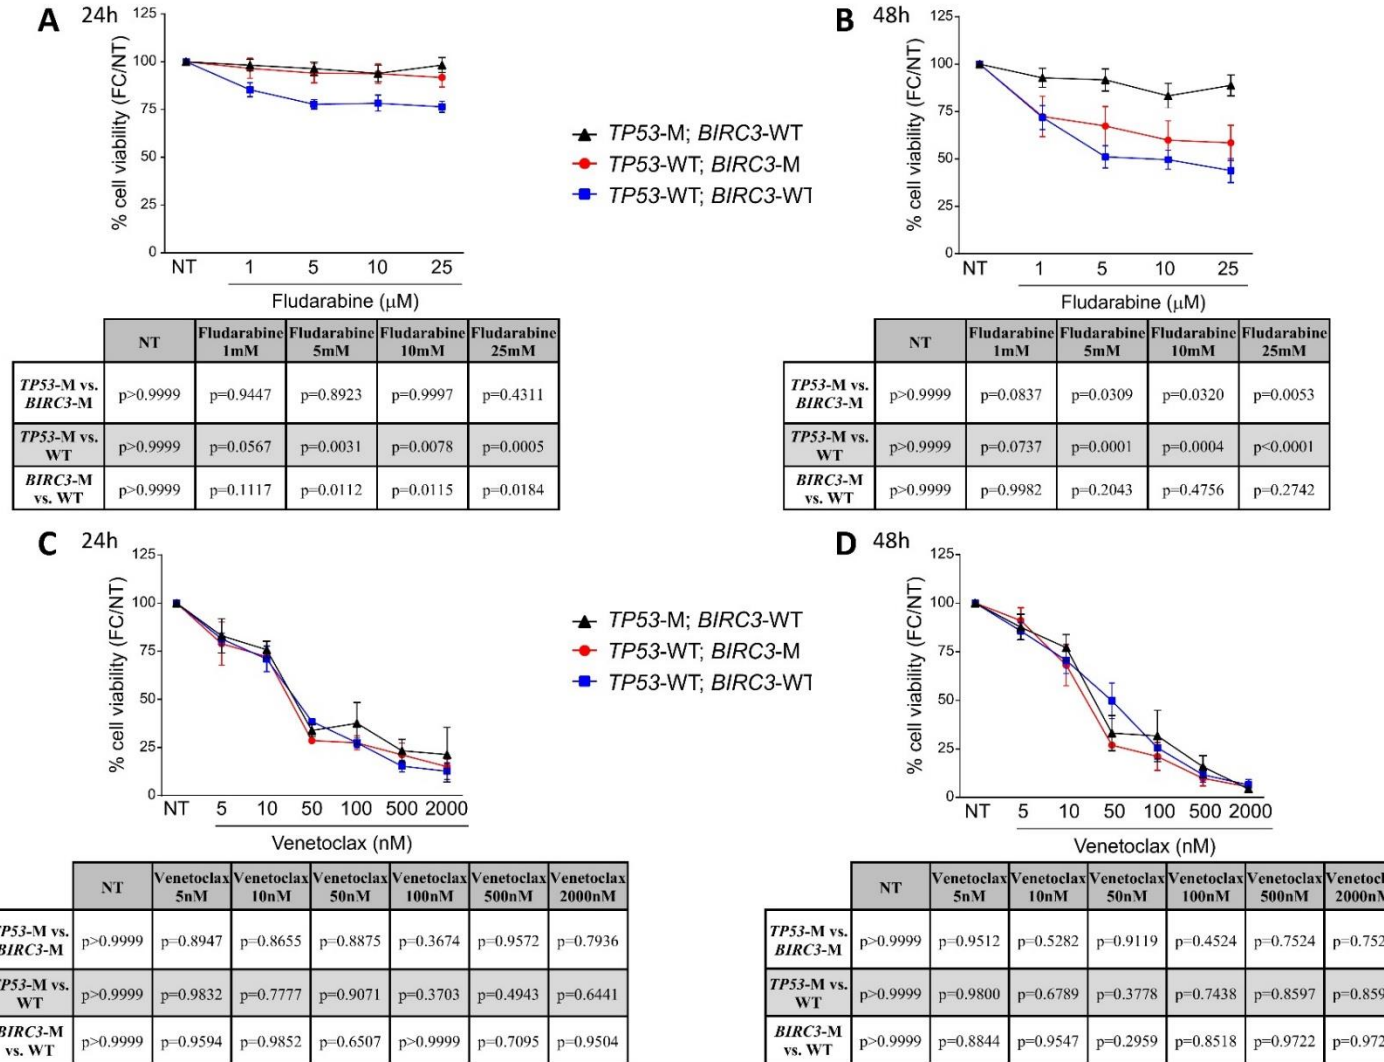 A 24h
125
100
75
50
25
0
% cell viability (FC/NT)
NT 1 5 10 25
Fludarabine (μM)
TP53-M; BIRC3-WT
TP53-WT; BIRC3-M
TP53-WT; BIRC3-WT
B 48h
125
100
75
50
25
0
% cell viability (FC/NT)
NT 1 5 10 25
Fludarabine (μM)
NT Fludarabine 1mM Fludarabine 5mM Fludarabine 10mM Fludarabine 25mM
TP53-M vs. BIRC3-M p>0.9999 p=0.9447 p=0.8923 p=0.9997 p=0.4311
TP53-M vs. WT p>0.9999 p=0.0567 p=0.0031 p=0.0078 p=0.0005
BIRC3-M vs. WT p>0.9999 p=0.1117 p=0.0112 p=0.0115 p=0.0184
NT Fludarabine 1mM Fludarabine 5mM Fludarabine 10mM Fludarabine 25mM
TP53-M vs. BIRC3-M p>0.9999 p=0.0837 p=0.0309 p=0.0320 p=0.0053
TP53-M vs. WT p>0.9999 p=0.0737 p=0.0001 p=0.0004 p<0.0001
BIRC3-M vs. WT p>0.9999 p=0.9982 p=0.2043 p=0.4756 p=0.2742
C 24h
125
100
75
50
25
0
% cell viability (FC/NT)
NT 5 10 50 100 500 2000
Venetoclax (nM)
TP53-M; BIRC3-WT
TP53-WT; BIRC3-M
TP53-WT; BIRC3-WT
D 48h
125
100
75
50
25
0
% cell viability (FC/NT)
NT 5 10 50 100 500 2000
Venetoclax (nM)
NT Venetoclax 5nM Venetoclax 10nM Venetoclax 50nM Venetoclax 100nM Venetoclax 500nM Venetoclax 2000nM
TP53-M vs. BIRC3-M p>0.9999 p=0.8947 p=0.8655 p=0.8875 p=0.3674 p=0.9572 p=0.7936
TP53-M vs. WT p>0.9999 p=0.9832 p=0.7777 p=0.9071 p=0.3703 p=0.4943 p=0.6441
BIRC3-M vs. WT p>0.9999 p=0.9594 p=0.9852 p=0.6507 p>0.9999 p=0.7095 p=0.9504
NT Venetoclax 5nM Venetoclax 10nM Venetoclax 50nM Venetoclax 100nM Venetoclax 500nM
TP53-M vs. BIRC3-M p>0.9999 p=0.9512 p=0.5282 p=0.9119 p=0.4524 p=0.7524
TP53-M vs. WT p>0.9999 p=0.9800 p=0.6789 p=0.3778 p=0.7438 p=0.8597
BIRC3-M vs. WT p>0.9999 p=0.8844 p=0.9547 p=0.2959 p=0.8518 p=0.9722